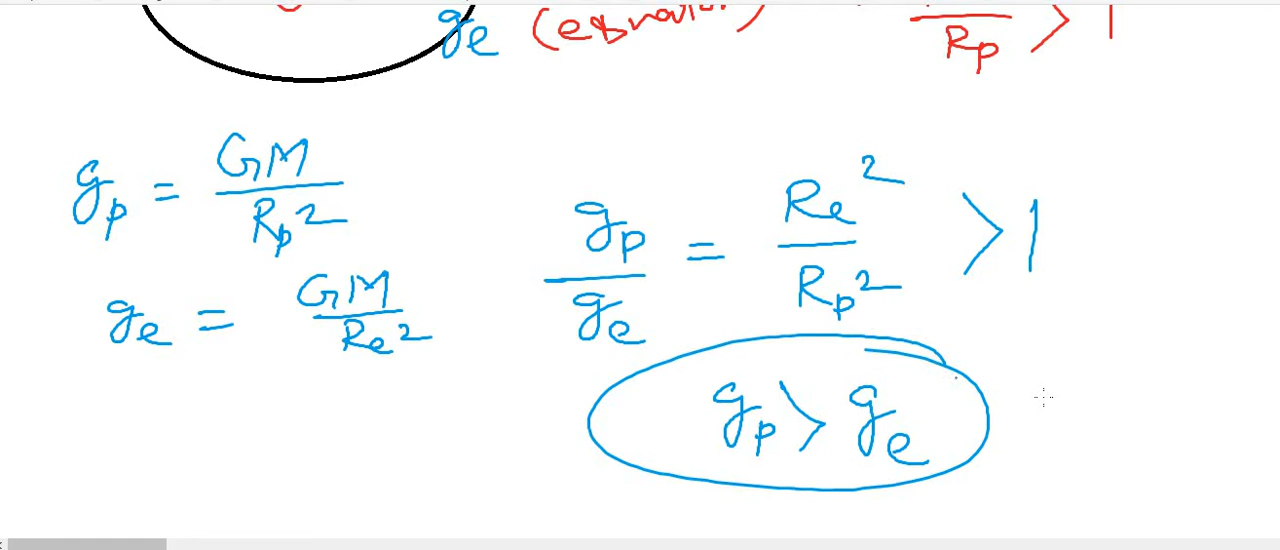 ge (equator) / Rp > 1
gp = GM / Rp²
ge = GM / Re²
gp / ge = Re² / Rp² > 1
gp > ge